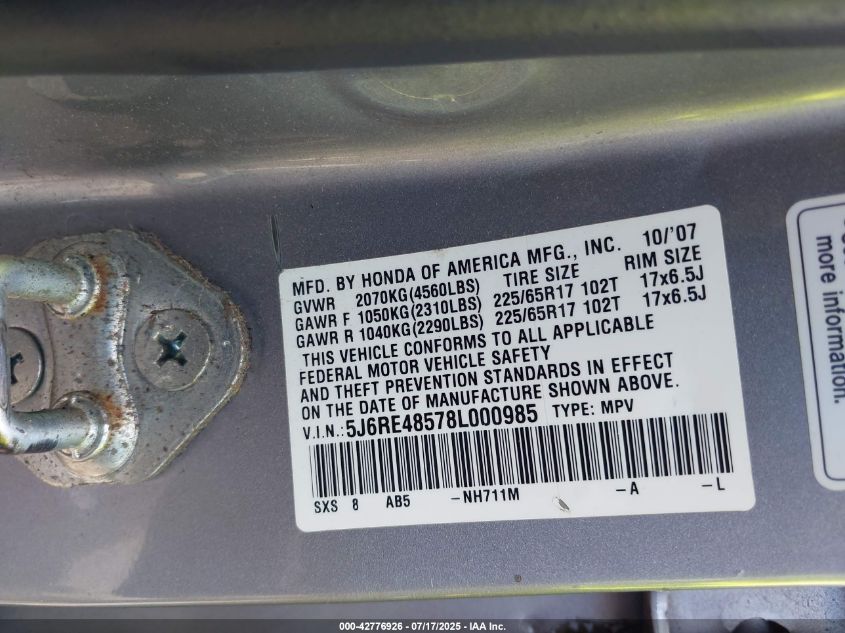 MFD. BY HONDA OF AMERICA MFG., INC. 10/'07
GVWR 2070KG(4560LBS) TIRE SIZE RIM SIZE
GAWR F 1050KG(2310LBS) 225/65R17 102T 17x6.5J
GAWR R 1040KG(2290LBS) 225/65R17 102T 17x6.5J
THIS VEHICLE CONFORMS TO ALL APPLICABLE
FEDERAL MOTOR VEHICLE SAFETY
AND THEFT PREVENTION STANDARDS IN EFFECT
ON THE DATE OF MANUFACTURE SHOWN ABOVE.
V.I.N.:5J6RE48578L000985 TYPE: MPV
SXS 8 AB5 -NH711M -A -L
more information.
000-42776926 - 07/17/2025 - IAA Inc.